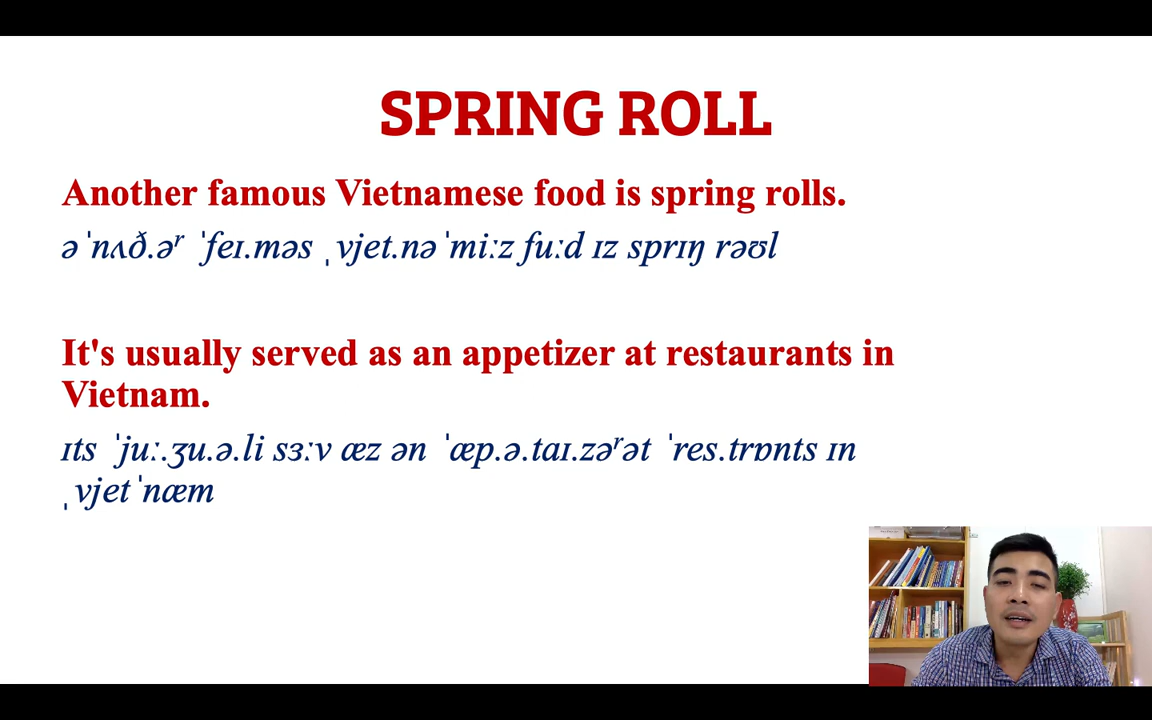 SPRING ROLL
Another famous Vietnamese food is spring rolls.
əˈnʌð.əʳ ˈfeɪ.məs ˌvjet.nəˈmiːz fuːd ɪz sprɪŋ rəʊl
It's usually served as an appetizer at restaurants in
Vietnam.
ɪts ˈjuː.ʒu.ə.li sɜːv æz ən ˈæp.ə.taɪ.zəʳət ˈres.trɒnts ɪn
ˌvjetˈnæm